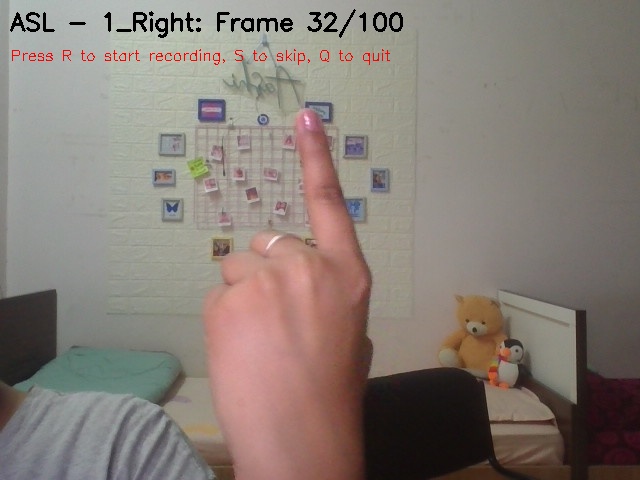 ASL - 1_Right: Frame 32/100
Press R to start recording, S to skip, Q to quit